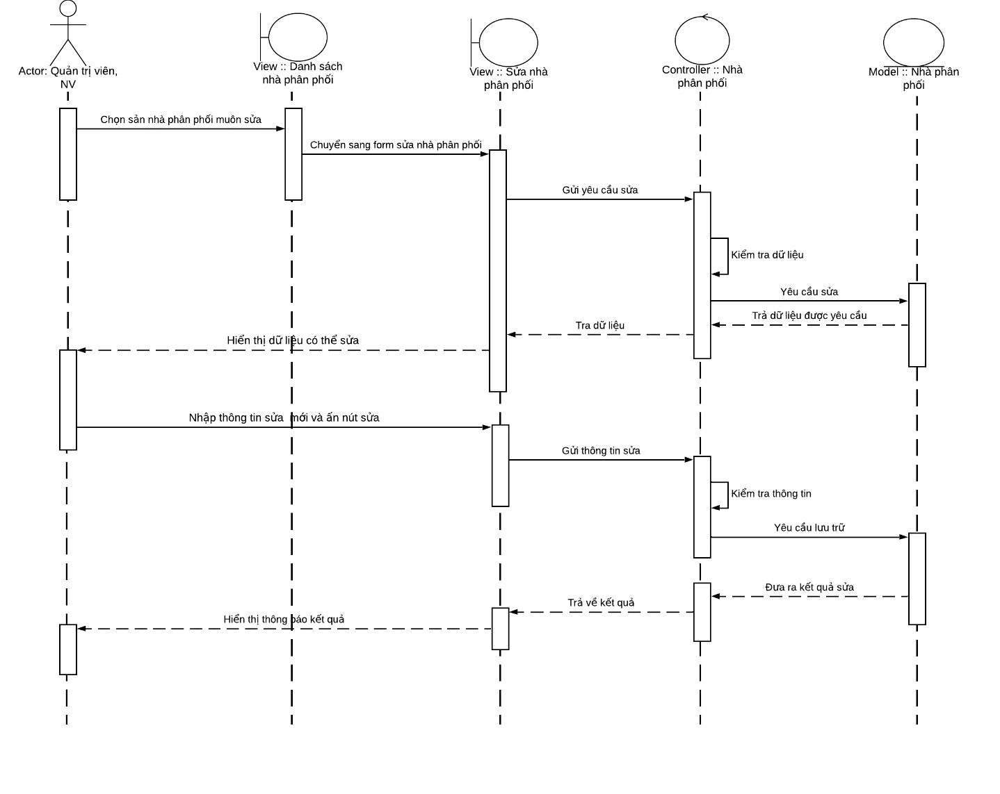 Actor: Quản trị viên,
NV
View :: Danh sách
nhà phân phối
View :: Sửa nhà
phân phối
Controller :: Nhà
phân phối
Model :: Nhà phân
phối
Chọn sản nhà phân phối muôn sửa
Chuyển sang form sửa nhà phân phối
Gửi yêu cầu sửa
Kiểm tra dữ liệu
Yêu cầu sửa
Trả dữ liệu được yêu cầu
Tra dữ liệu
Hiển thị dữ liệu có thể sửa
Nhập thông tin sửa mới và ấn nút sửa
Gửi thông tin sửa
Kiểm tra thông tin
Yêu cầu lưu trữ
Đưa ra kết quả sửa
Trả về kết quả
Hiển thị thông báo kết quả